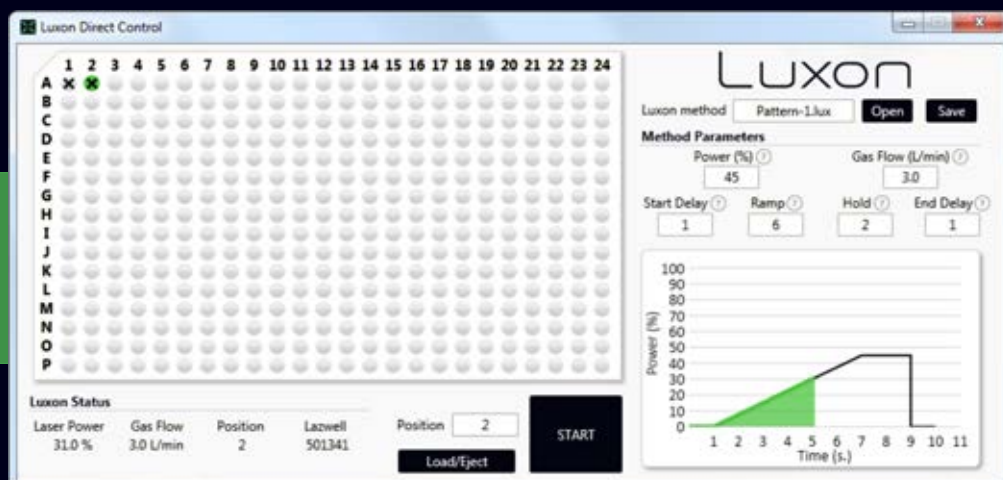 Luxon Direct Control
1 2 3 4 5 6 7 8 9 10 11 12 13 14 15 16 17 18 19 20 21 22 23 24
A
B
C
D
E
F
G
H
I
J
K
L
M
N
O
P
Luxon Status
Laser Power Gas Flow Position Lazwell
31.0 % 3.0 L/min 2 501341
Position 2
Load/Eject
START
LUXON
Luxon method Pattern-1.lux Open Save
Method Parameters
Power (%) ? Gas Flow (L/min) ?
45 3.0
Start Delay ? Ramp ? Hold ? End Delay ?
1 6 2 1
100
90
80
70
60
50
40
30
20
10
0
Power (%)
1 2 3 4 5 6 7 8 9 10 11
Time (s.)